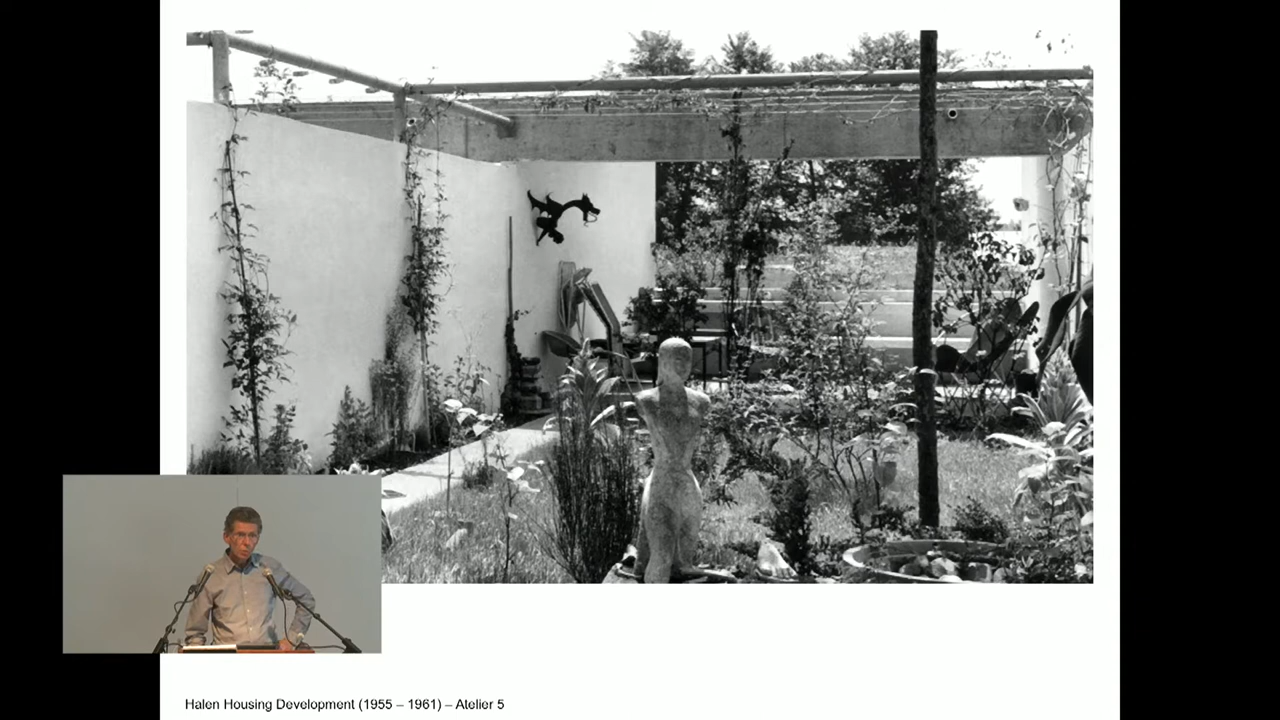 Halen Housing Development (1955 – 1961) – Atelier 5